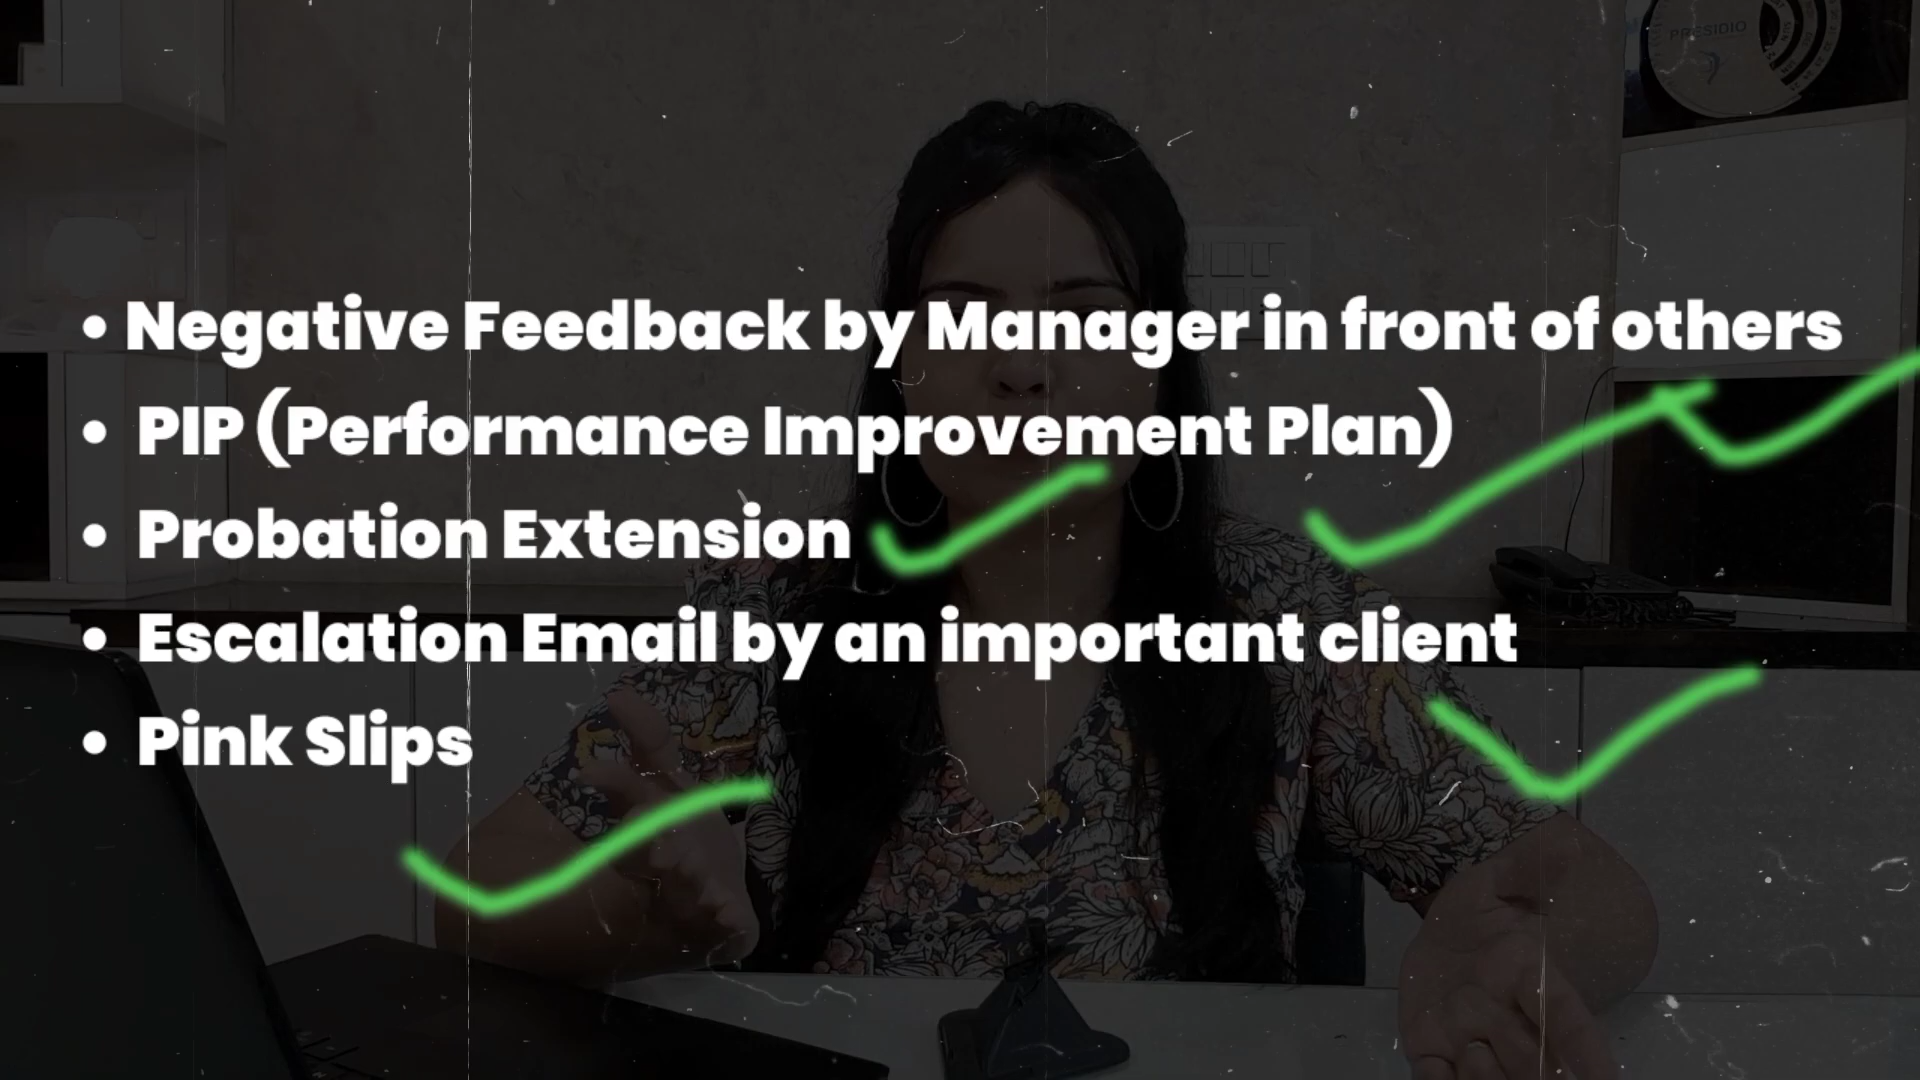 PRESIDIO
• Negative Feedback by Manager in front of others
• PIP (Performance Improvement Plan)
• Probation Extension
• Escalation Email by an important client
• Pink Slips